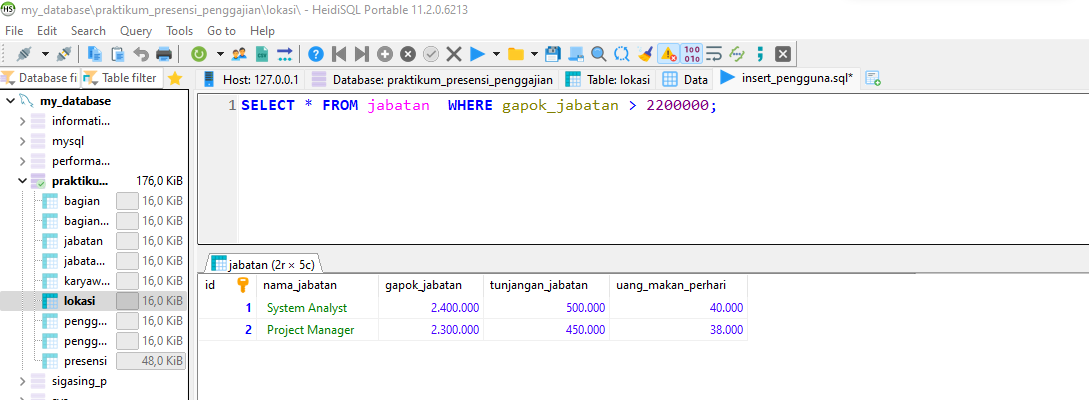 my_database\praktikum_presensi_penggajian\lokasi\ - HeidiSQL Portable 11.2.0.6213
File Edit Search Query Tools Go to Help
Database fi Table filter Host: 127.0.0.1 Database: praktikum_presensi_penggajian Table: lokasi Data insert_pengguna.sql*
my_database
informati...
mysql
performa...
praktiku... 176,0 KiB
bagian 16,0 KiB
bagian... 16,0 KiB
jabatan 16,0 KiB
jabata... 16,0 KiB
karyaw... 16,0 KiB
lokasi 16,0 KiB
pengg... 16,0 KiB
pengg... 16,0 KiB
presensi 48,0 KiB
sigasing_p
1 SELECT * FROM jabatan  WHERE gapok_jabatan > 2200000;
jabatan (2r × 5c)
id nama_jabatan gapok_jabatan tunjangan_jabatan uang_makan_perhari
1 System Analyst 2.400.000 500.000 40.000
2 Project Manager 2.300.000 450.000 38.000